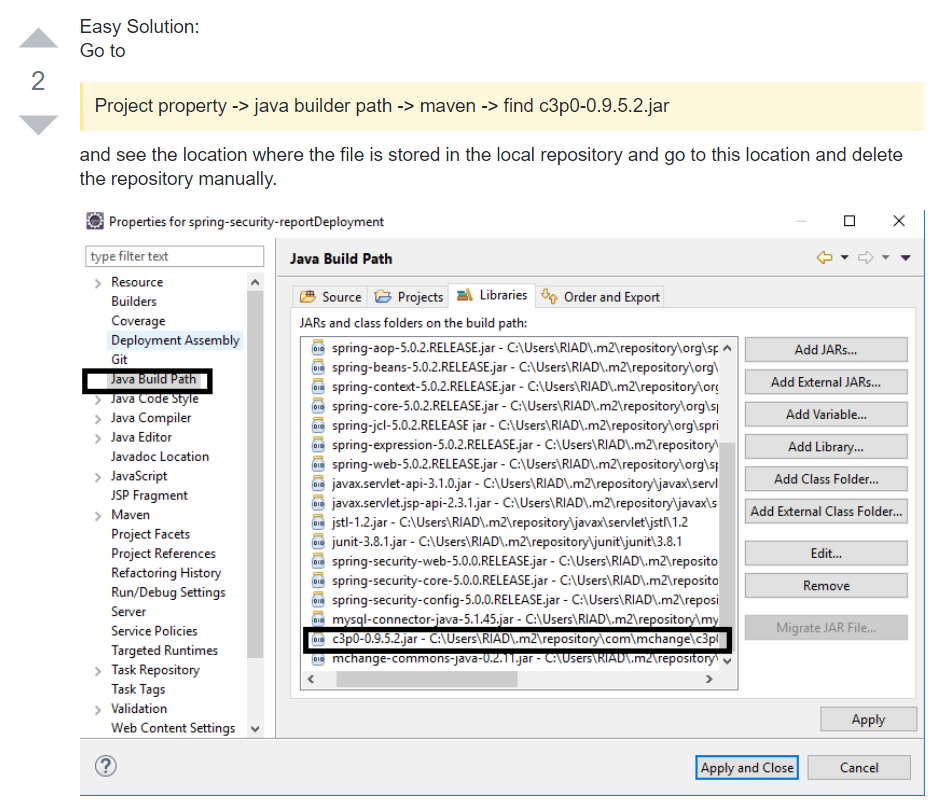 Easy Solution:
Go to
2
Project property -> java builder path -> maven -> find c3p0-0.9.5.2.jar
and see the location where the file is stored in the local repository and go to this location and delete
the repository manually.
Properties for spring-security-reportDeployment
type filter text
Resource
Builders
Coverage
Deployment Assembly
Git
Java Build Path
Java Code Style
Java Compiler
Java Editor
Javadoc Location
JavaScript
JSP Fragment
Maven
Project Facets
Project References
Refactoring History
Run/Debug Settings
Server
Service Policies
Targeted Runtimes
Task Repository
Task Tags
Validation
Web Content Settings
Java Build Path
Source
Projects
Libraries
Order and Export
JARs and class folders on the build path:
spring-aop-5.0.2.RELEASE.jar - C:\Users\RIAD\.m2\repository\org\sp
spring-beans-5.0.2.RELEASE.jar - C:\Users\RIAD\.m2\repository\org\
spring-context-5.0.2.RELEASE.jar - C:\Users\RIAD\.m2\repository\org
spring-core-5.0.2.RELEASE.jar - C:\Users\RIAD\.m2\repository\org\s
spring-jcl-5.0.2.RELEASE jar - C:\Users\RIAD\.m2\repository\org\spri
spring-expression-5.0.2.RELEASE.jar - C:\Users\RIAD\.m2\repository\
spring-web-5.0.2.RELEASE.jar - C:\Users\RIAD\.m2\repository\org\sp
javax.servlet-api-3.1.0.jar - C:\Users\RIAD\.m2\repository\javax\servl
javax.servlet.jsp-api-2.3.1.jar - C:\Users\RIAD\.m2\repository\javax\s
jstl-1.2.jar - C:\Users\RIAD\.m2\repository\javax\servlet\jstl\1.2
junit-3.8.1.jar - C:\Users\RIAD\.m2\repository\junit\junit\3.8.1
spring-security-web-5.0.0.RELEASE.jar - C:\Users\RIAD\.m2\reposito
spring-security-core-5.0.0.RELEASE.jar - C:\Users\RIAD\.m2\reposito
spring-security-config-5.0.0.RELEASE.jar - C:\Users\RIAD\.m2\reposi
mysql-connector-java-5.1.45.jar - C:\Users\RIAD\.m2\repository\my
c3p0-0.9.5.2.jar - C:\Users\RIAD\.m2\repository\com\mchange\c3p0
mchange-commons-java-0.2.11.jar - C:\Users\RIAD\.m2\repository\
Add JARs...
Add External JARs...
Add Variable...
Add Library...
Add Class Folder...
Add External Class Folder...
Edit...
Remove
Migrate JAR File...
Apply
Apply and Close
Cancel